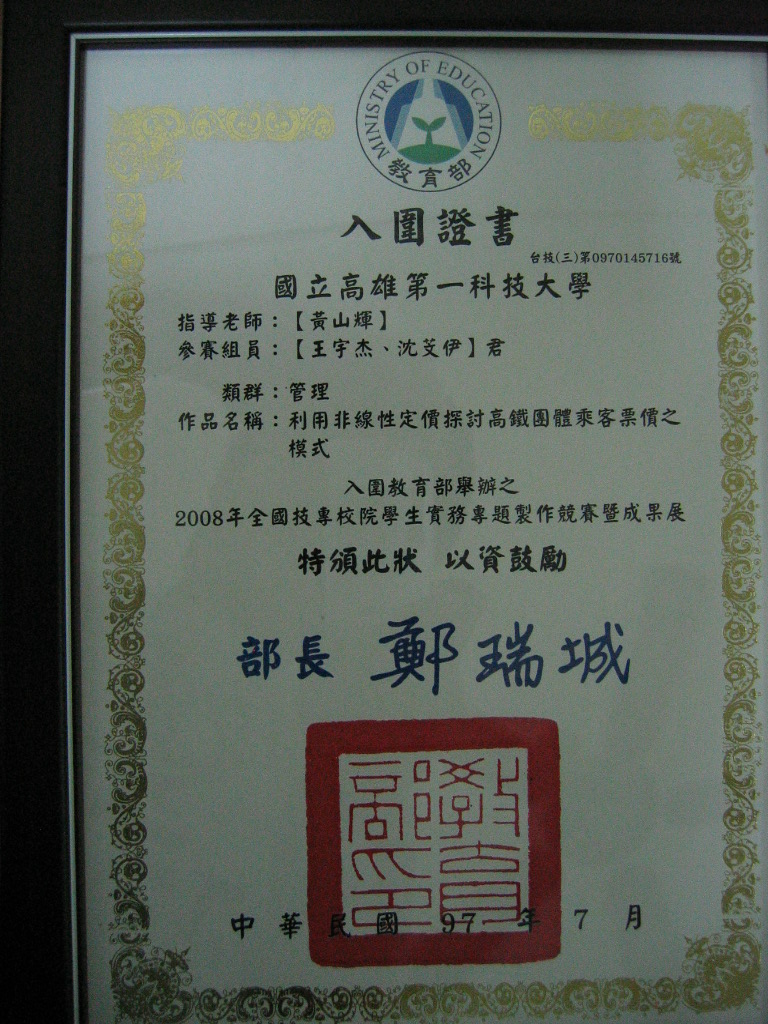 MINISTRY OF EDUCATION
教育部
入圍證書
台技(三)第0970145716號
國立高雄第一科技大學
指導老師：【黃山輝】
參賽組員：【王宇杰、沈芠伊】君
類群：管理
作品名稱：利用非線性定價探討高鐵團體乘客票價之
模式
入圍教育部舉辦之
2008年全國技專校院學生實務專題製作競賽暨成果展
特頒此狀 以資鼓勵
部長 鄭瑞城
教育部印
中華民國 97 年 7 月